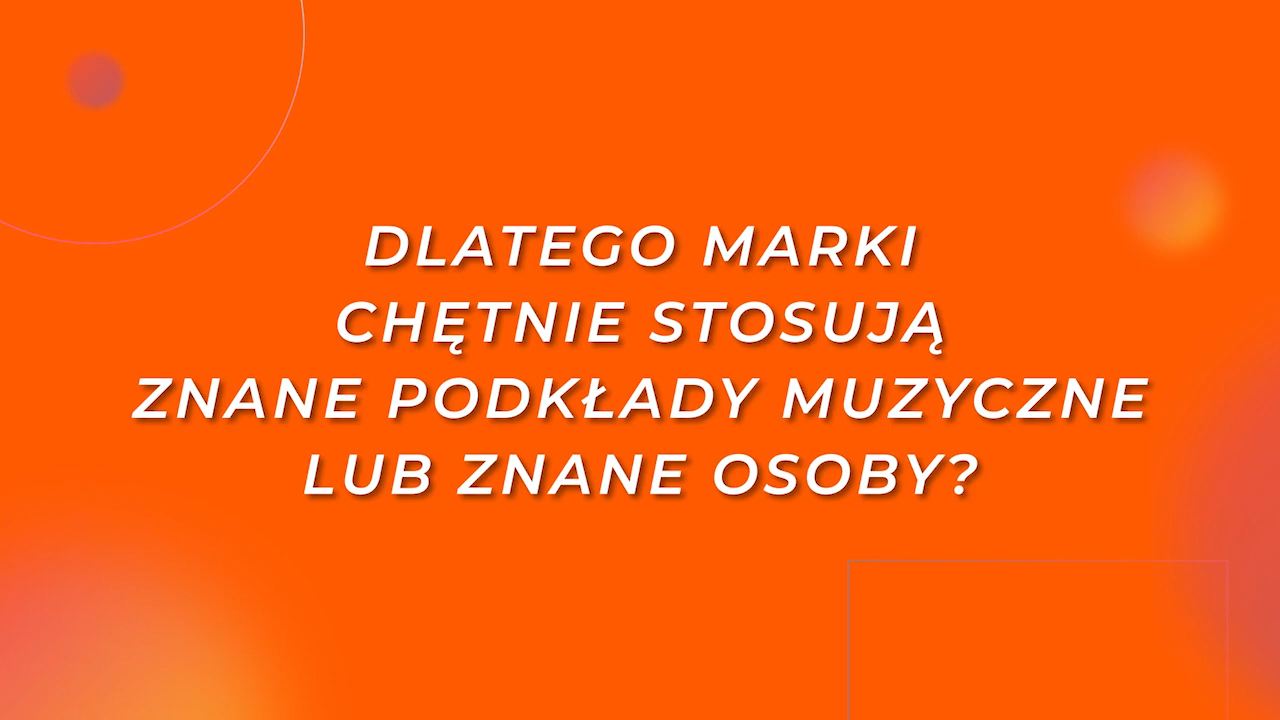 DLATEGO MARKI
CHĘTNIE STOSUJĄ
ZNANE PODKŁADY MUZYCZNE
LUB ZNANE OSOBY?